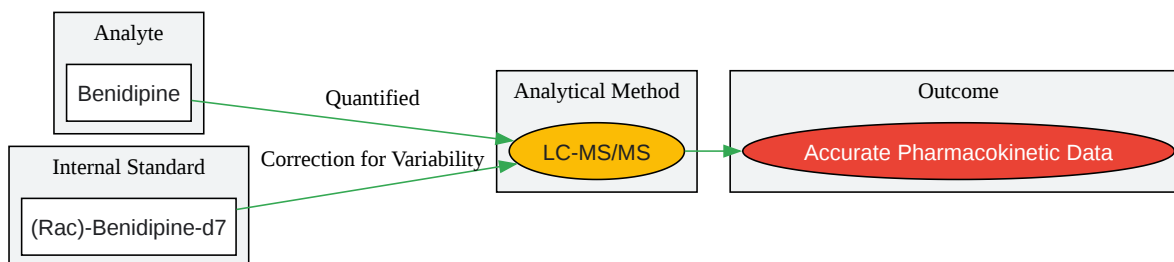 Analyte
Benidipine
Quantified
Internal Standard
(Rac)-Benidipine-d7
Correction for Variability
Analytical Method
LC-MS/MS
Outcome
Accurate Pharmacokinetic Data